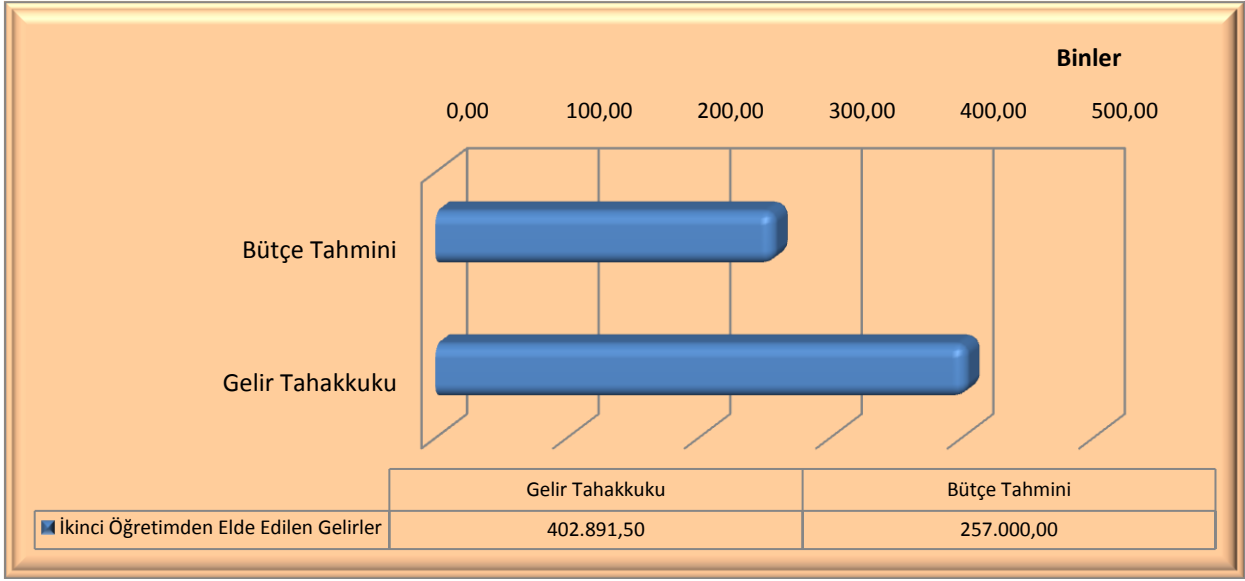 Binler
0,00 100,00 200,00 300,00 400,00 500,00
Bütçe Tahmini
Gelir Tahakkuku
Gelir Tahakkuku Bütçe Tahmini
İkinci Öğretimden Elde Edilen Gelirler 402.891,50 257.000,00